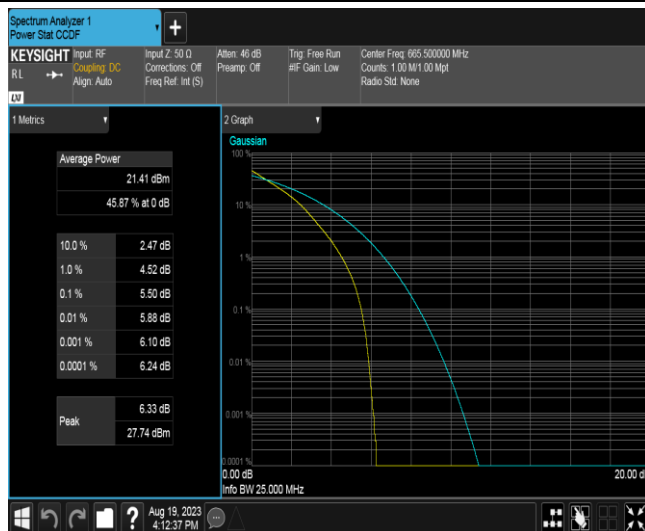 Spectrum Analyzer 1
Power Stat CCDF
KEYSIGHT
RL
LXI
Input: RF
Coupling: DC
Align: Auto
Input Z: 50 Ω
Corrections: Off
Freq Ref: Int (S)
Atten: 46 dB
Preamp: Off
Trig: Free Run
#IF Gain: Low
Center Freq: 665.500000 MHz
Counts: 1.00 M/1.00 Mpt
Radio Std: None
1 Metrics
Average Power
21.41 dBm
45.87 % at 0 dB
10.0 % 2.47 dB
1.0 % 4.52 dB
0.1 % 5.50 dB
0.01 % 5.88 dB
0.001 % 6.10 dB
0.0001 % 6.24 dB
Peak
6.33 dB
27.74 dBm
2 Graph
Gaussian
100 %
10 %
1 %
0.1 %
0.01 %
0.001 %
0.0001 %
0.00 dB
20.00 d
Info BW 25.000 MHz
?
Aug 19, 2023
4:12:37 PM